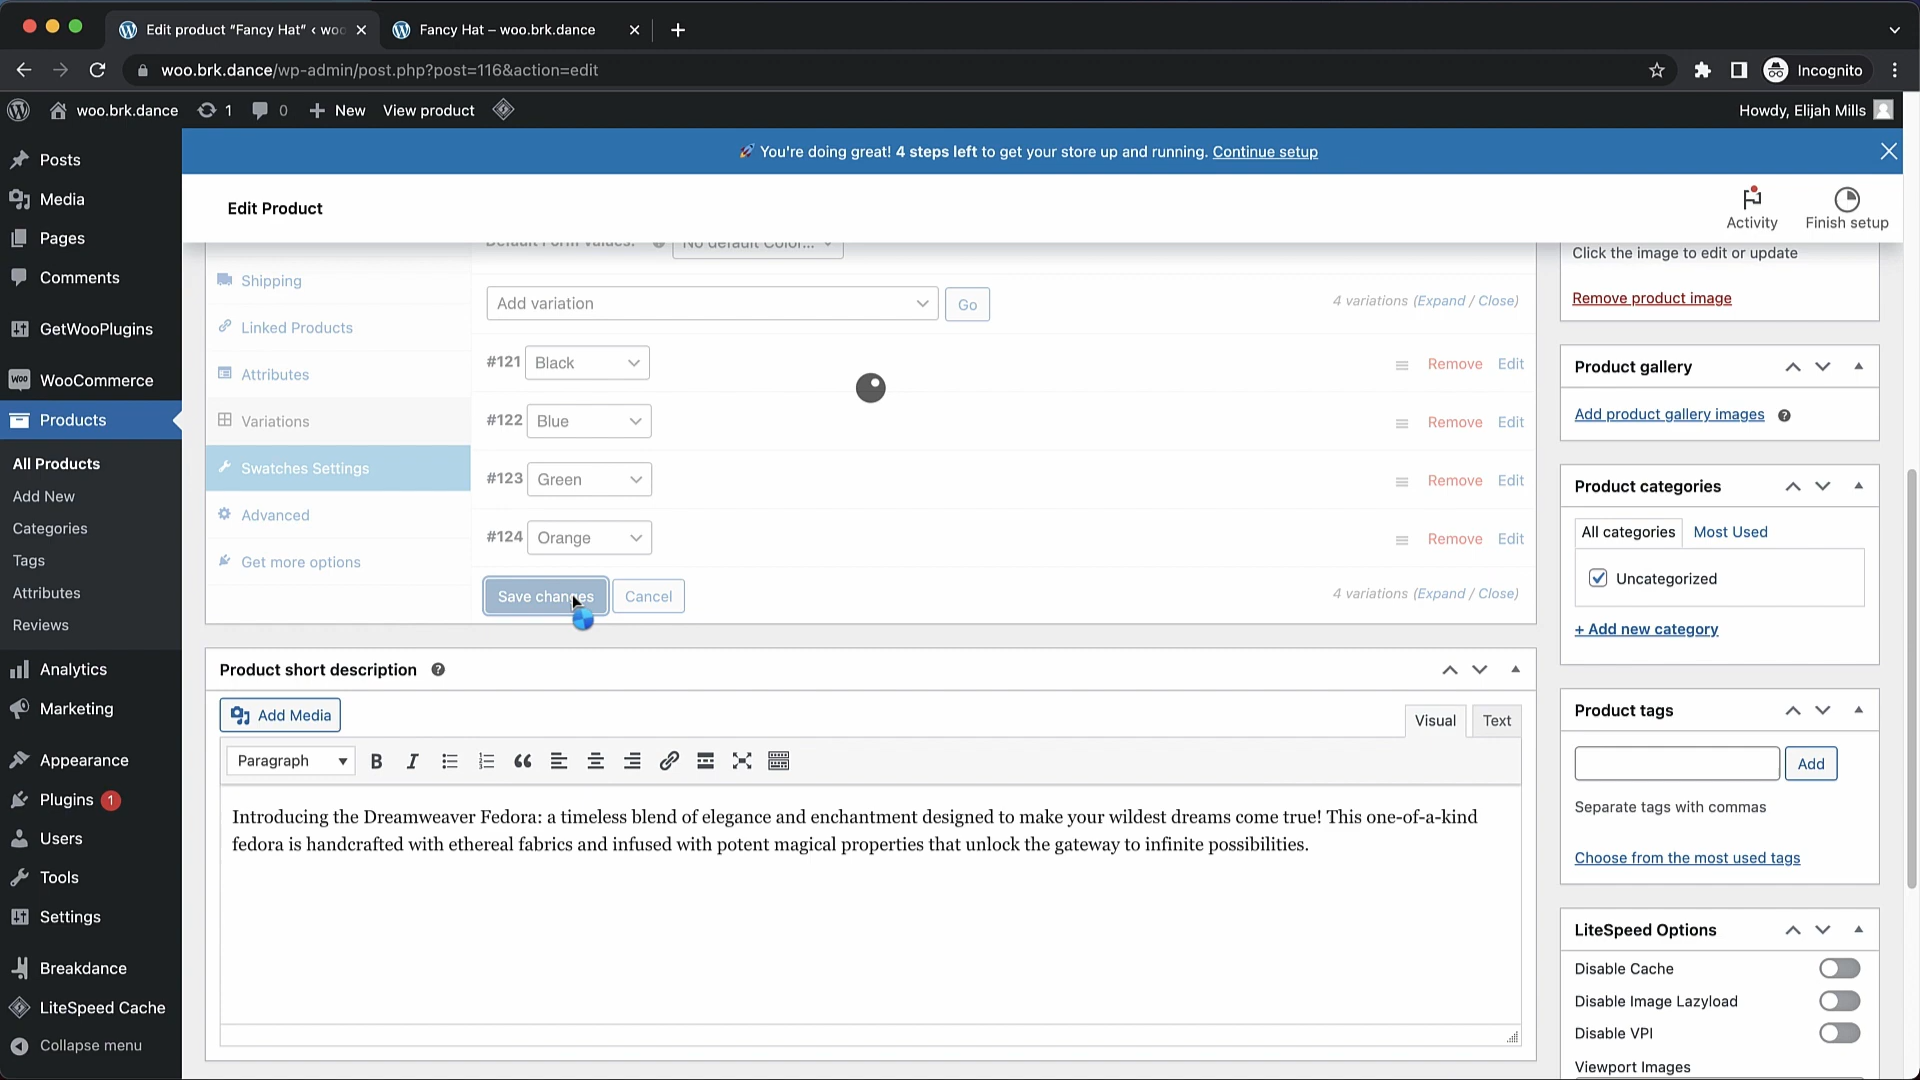 Edit product “Fancy Hat” ‹ woo
Fancy Hat – woo.brk.dance
woo.brk.dance/wp-admin/post.php?post=116&action=edit
Incognito
woo.brk.dance
1
0
New
View product
Howdy, Elijah Mills
🚀 You're doing great! 4 steps left to get your store up and running. Continue setup
Edit Product
Activity
Finish setup
Posts
Media
Pages
Comments
GetWooPlugins
WooCommerce
Products
All Products
Add New
Categories
Tags
Attributes
Reviews
Analytics
Marketing
Appearance
Plugins 1
Users
Tools
Settings
Breakdance
LiteSpeed Cache
Collapse menu
Shipping
Linked Products
Attributes
Variations
Swatches Settings
Advanced
Get more options
Default Form Values:
No default Color...
Add variation
Go
4 variations (Expand / Close)
#121 Black Remove Edit
#122 Blue Remove Edit
#123 Green Remove Edit
#124 Orange Remove Edit
Save changes
Cancel
4 variations (Expand / Close)
Product short description
Add Media
Visual
Text
Paragraph
Introducing the Dreamweaver Fedora: a timeless blend of elegance and enchantment designed to make your wildest dreams come true! This one-of-a-kind
fedora is handcrafted with ethereal fabrics and infused with potent magical properties that unlock the gateway to infinite possibilities.
Click the image to edit or update
Remove product image
Product gallery
Add product gallery images
Product categories
All categories
Most Used
Uncategorized
+ Add new category
Product tags
Add
Separate tags with commas
Choose from the most used tags
LiteSpeed Options
Disable Cache
Disable Image Lazyload
Disable VPI
Viewport Images